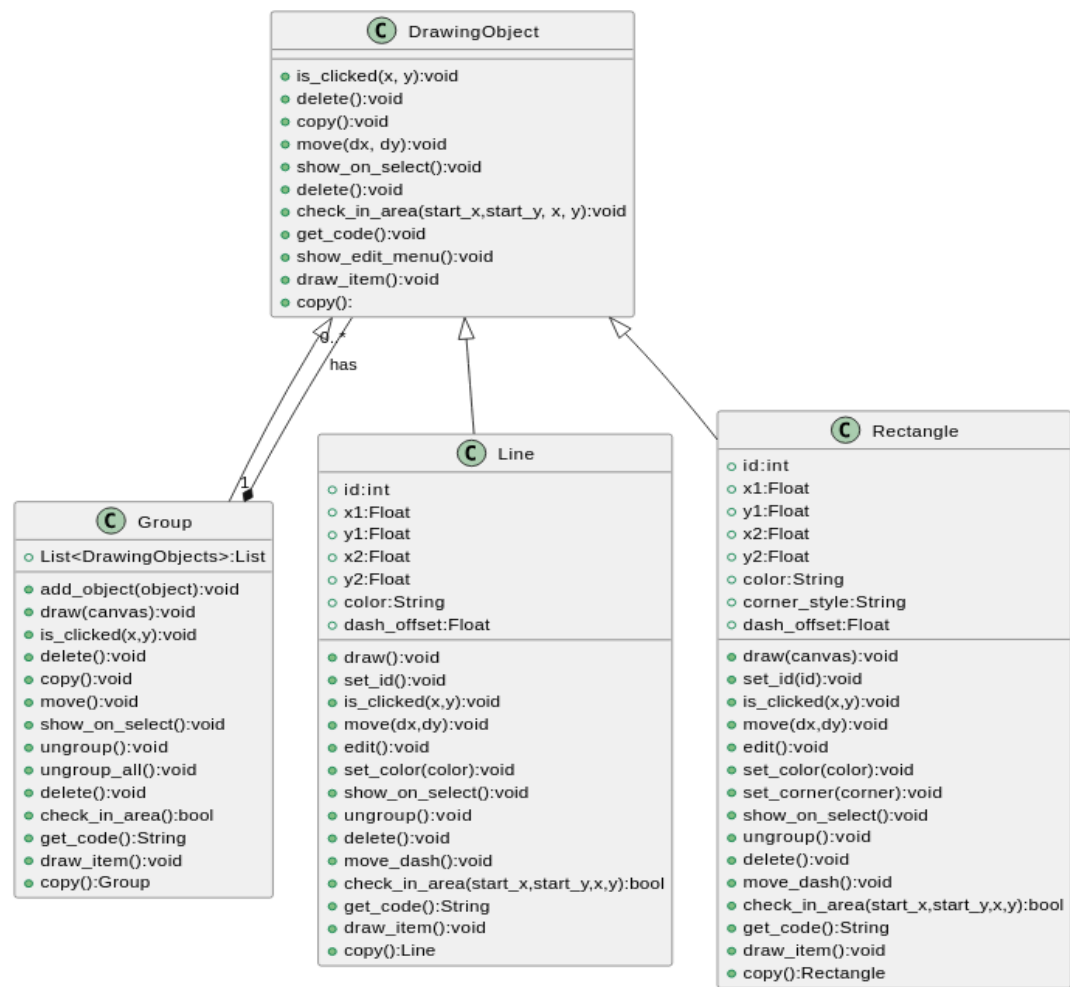 C DrawingObject
is_clicked(x, y):void
delete():void
copy():void
move(dx, dy):void
show_on_select():void
delete():void
check_in_area(start_x,start_y, x, y):void
get_code():void
show_edit_menu():void
draw_item():void
copy():
0..*
has
1
C Group
List<DrawingObjects>:List
add_object(object):void
draw(canvas):void
is_clicked(x,y):void
delete():void
copy():void
move():void
show_on_select():void
ungroup():void
ungroup_all():void
delete():void
check_in_area():bool
get_code():String
draw_item():void
copy():Group
C Line
id:int
x1:Float
y1:Float
x2:Float
y2:Float
color:String
dash_offset:Float
draw():void
set_id():void
is_clicked(x,y):void
move(dx,dy):void
edit():void
set_color(color):void
show_on_select():void
ungroup():void
delete():void
move_dash():void
check_in_area(start_x,start_y,x,y):bool
get_code():String
draw_item():void
copy():Line
C Rectangle
id:int
x1:Float
y1:Float
x2:Float
y2:Float
color:String
corner_style:String
dash_offset:Float
draw(canvas):void
set_id(id):void
is_clicked(x,y):void
move(dx,dy):void
edit():void
set_color(color):void
set_corner(corner):void
show_on_select():void
ungroup():void
delete():void
move_dash():void
check_in_area(start_x,start_y,x,y):bool
get_code():String
draw_item():void
copy():Rectangle